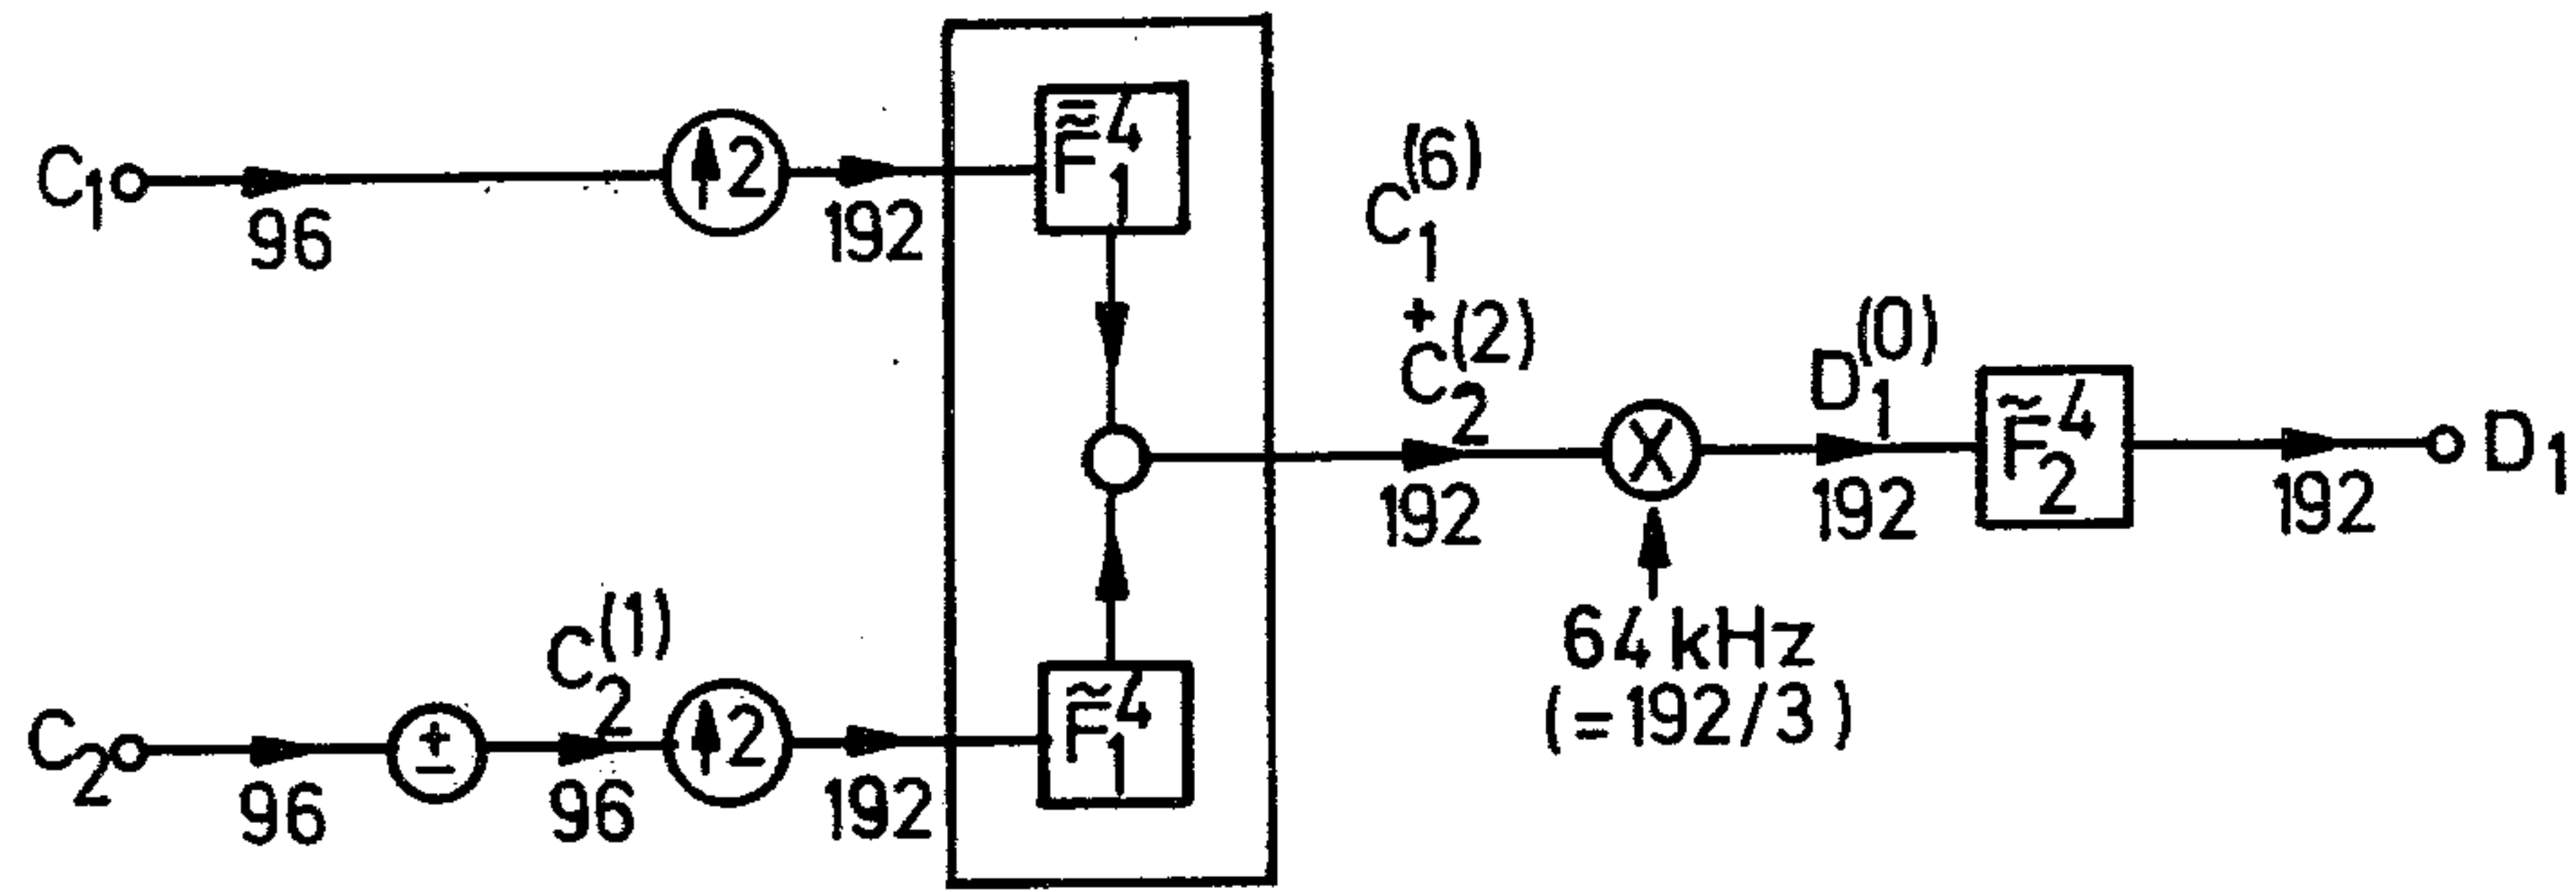 C1
96
↑2
192
F̃̄ 4 1
C1(6)
+
C2(2)
192
×
64 kHz
(=192/3)
D1(0)
192
F̃ 4 2
192
D1
C2
96
±
C2(1)
96
↑2
192
F̃ 4 1